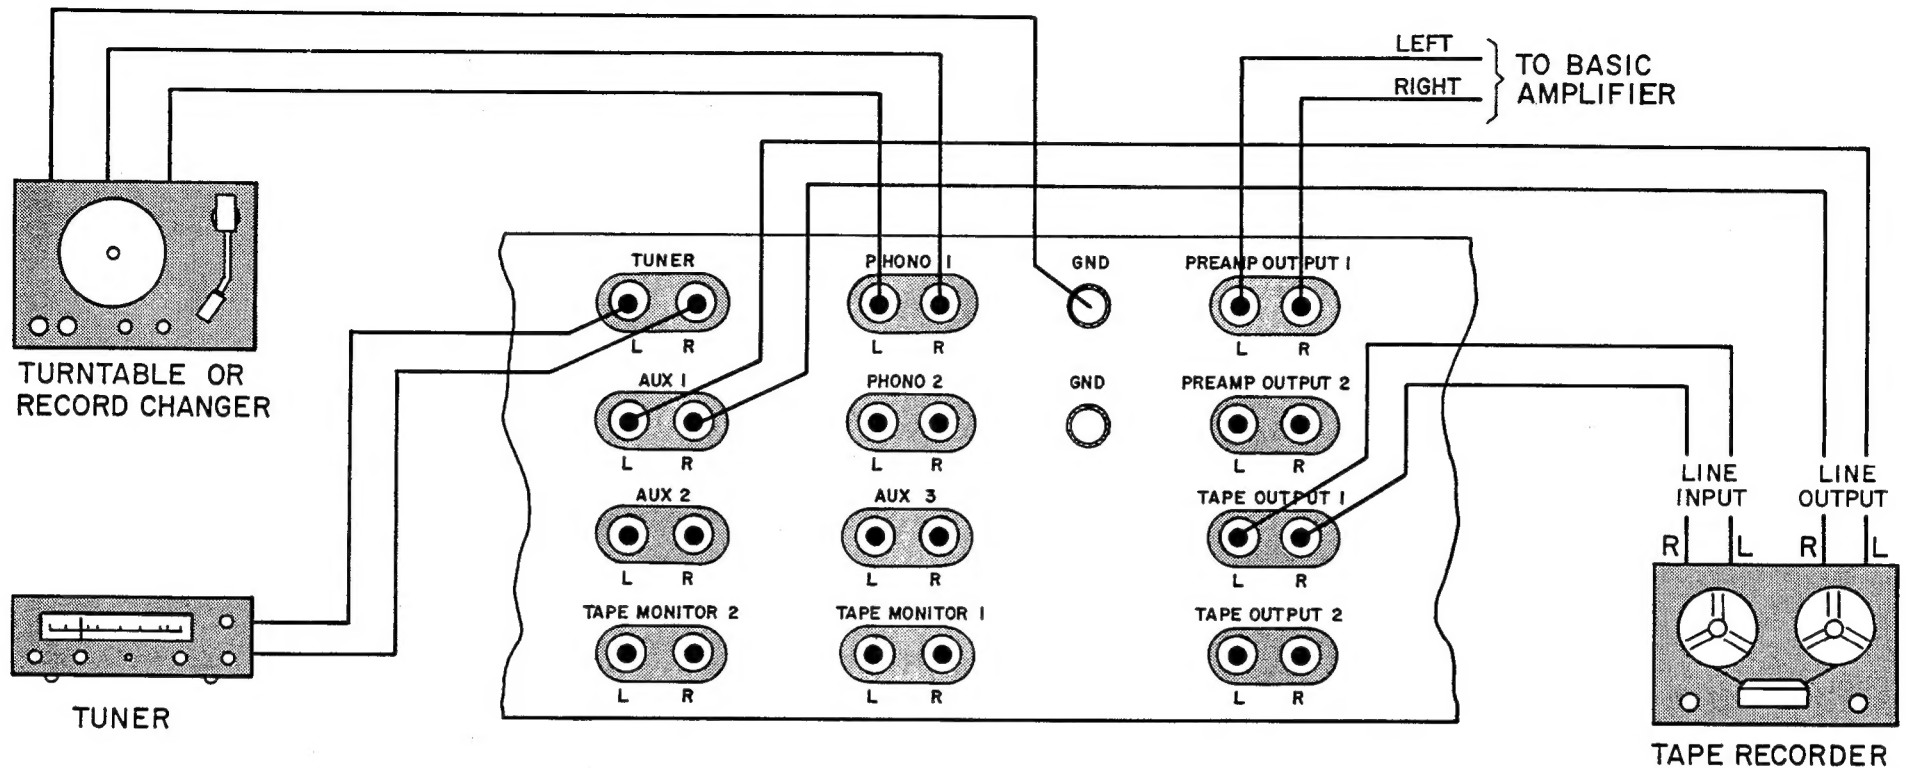 LEFT
RIGHT
TO BASIC
AMPLIFIER
TURNTABLE OR
RECORD CHANGER
TUNER
L R
PHONO 1
L R
GND
PREAMP OUTPUT 1
L R
AUX 1
L R
PHONO 2
L R
GND
PREAMP OUTPUT 2
L R
AUX 2
L R
AUX 3
L R
TAPE OUTPUT 1
L R
TAPE MONITOR 2
L R
TAPE MONITOR 1
L R
TAPE OUTPUT 2
L R
TUNER
LINE
INPUT
R L
LINE
OUTPUT
R L
TAPE RECORDER